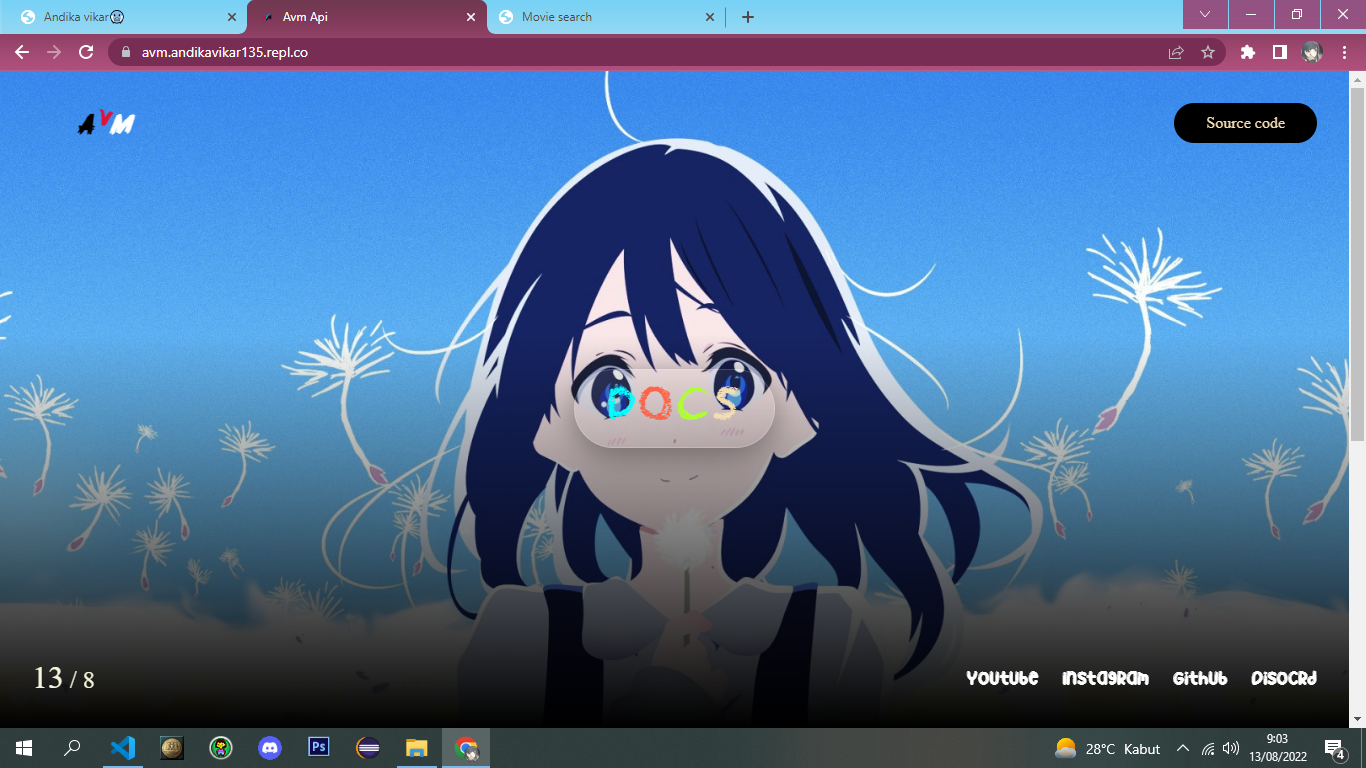 Andika vikar
Avm Api
Movie search
avm.andikavikar135.repl.co
AVM
Source code
DOCS
13 / 8
Youtube Instagram Github Disocrd
Ps
28°C Kabut
9:03
13/08/2022
4